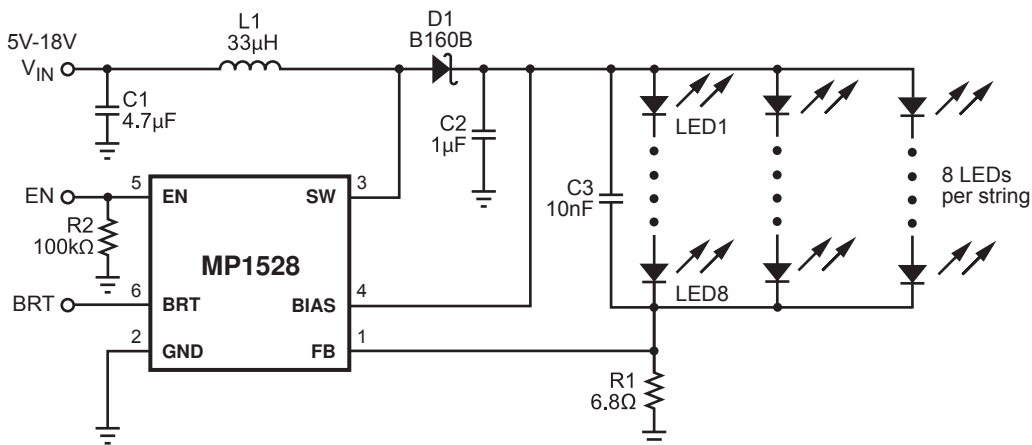 5V-18V
VIN
L1
33µH
D1
B160B
C1
4.7µF
C2
1µF
C3
10nF
LED1
LED8
8 LEDs
per string
EN
R2
100kΩ
BRT
5
EN
6
BRT
2
GND
MP1528
3
SW
4
BIAS
1
FB
R1
6.8Ω